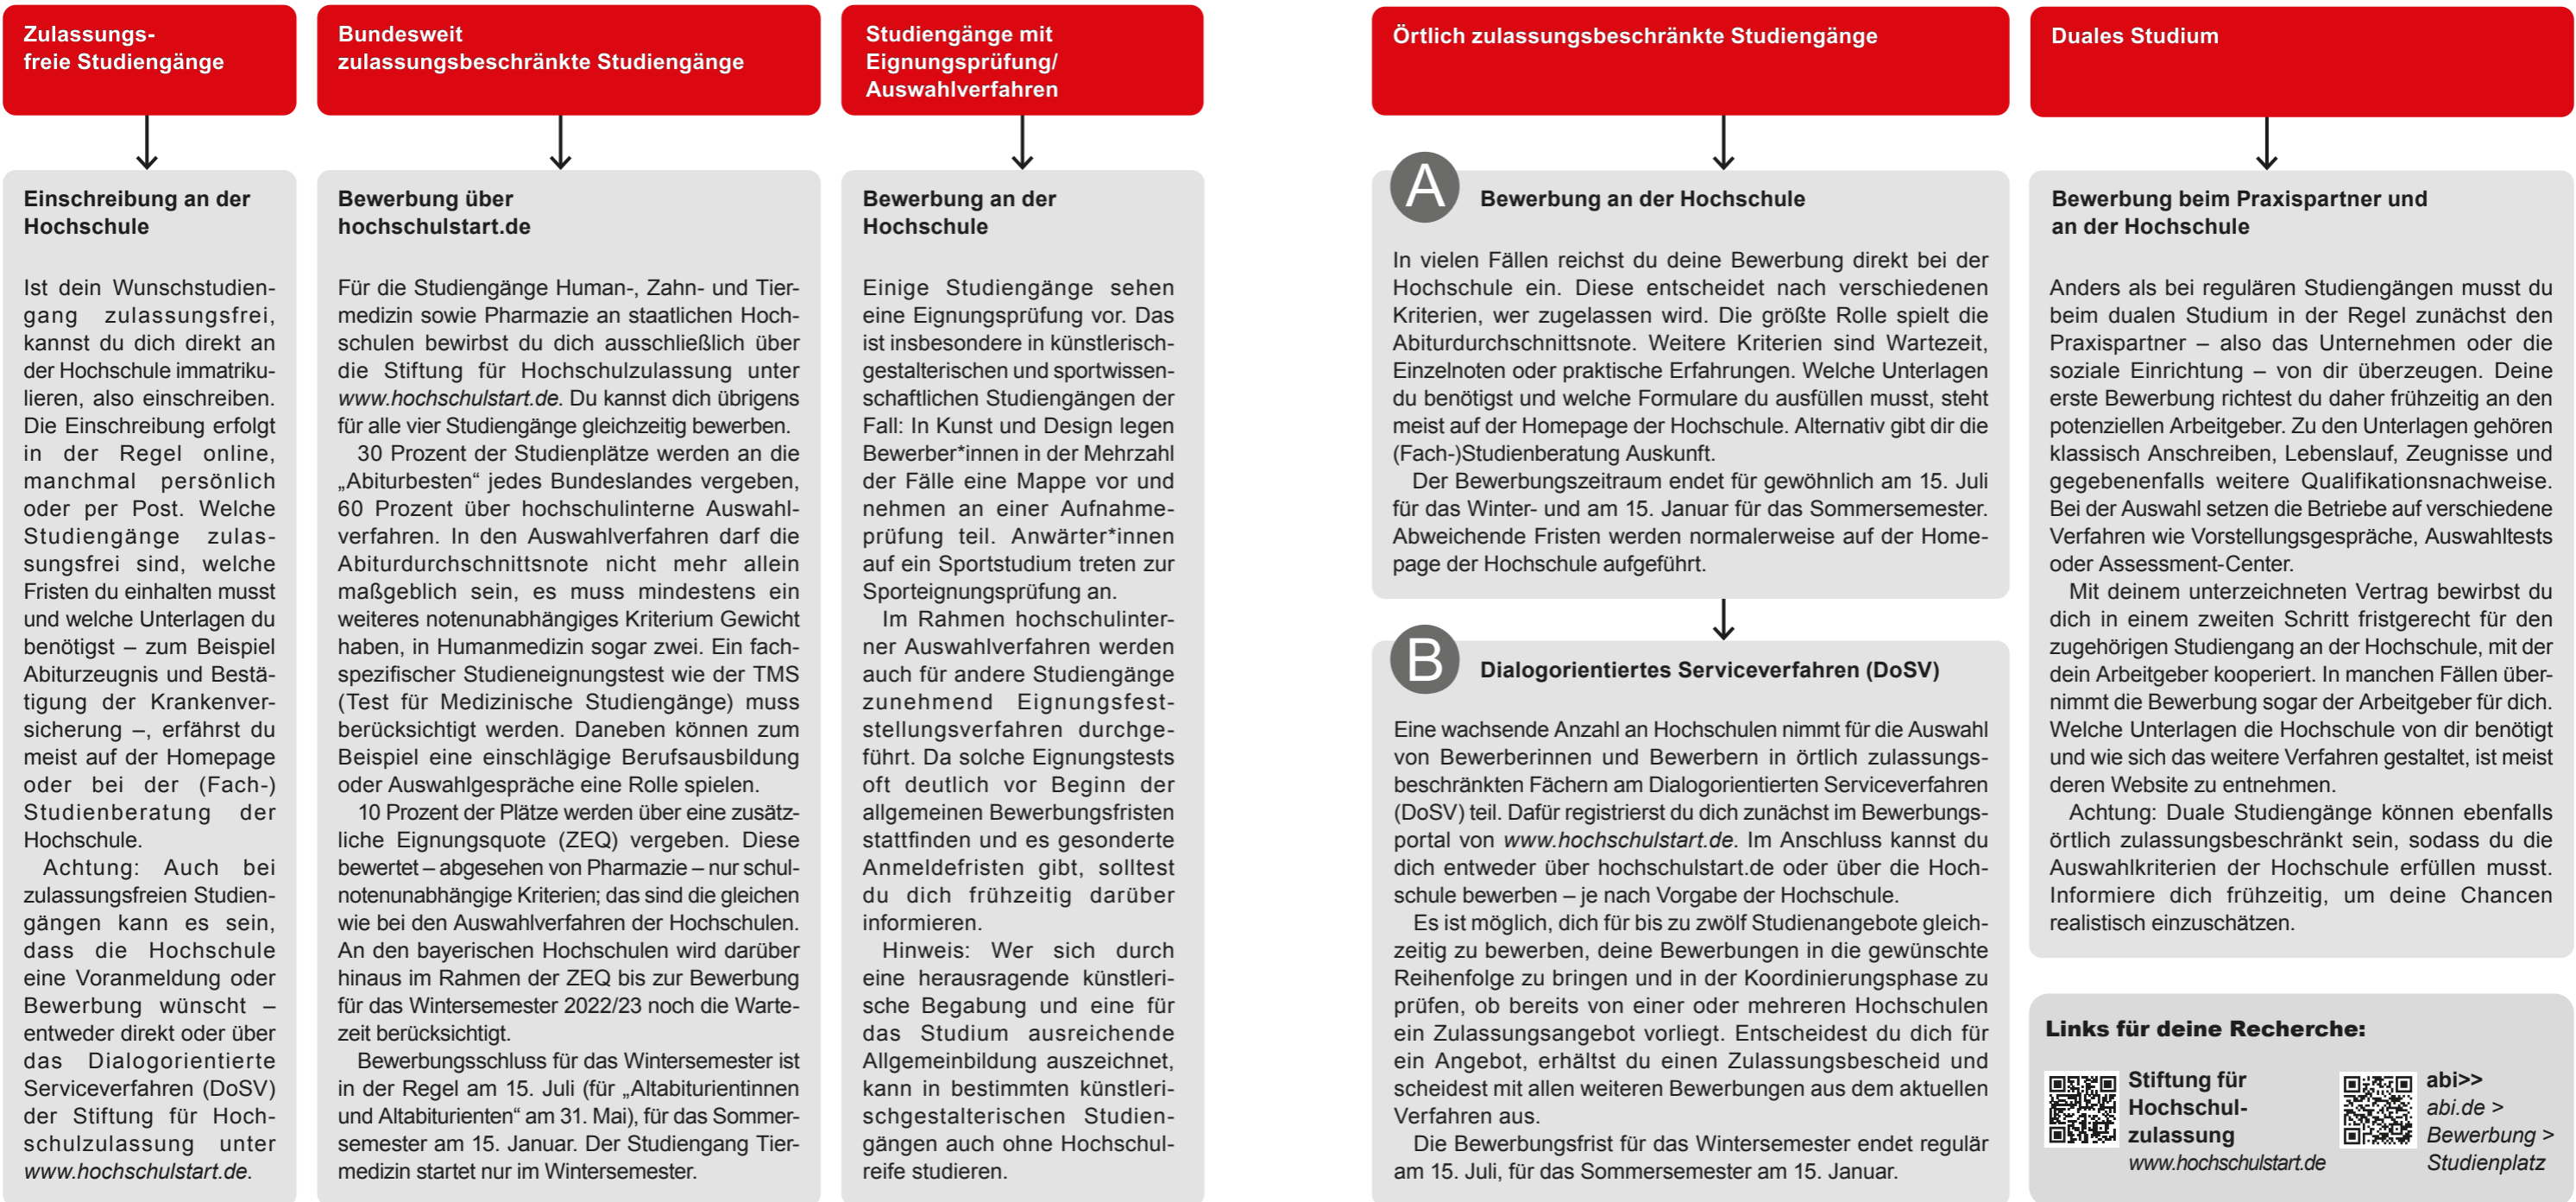 Zulassungs-
freie Studiengänge
Einschreibung an der
Hochschule
Ist dein Wunschstudien-
gang zulassungsfrei,
kannst du dich direkt an
der Hochschule immatriku-
lieren, also einschreiben.
Die Einschreibung erfolgt
in der Regel online,
manchmal persönlich
oder per Post. Welche
Studiengänge zulas-
sungsfrei sind, welche
Fristen du einhalten musst
und welche Unterlagen du
benötigst – zum Beispiel
Abiturzeugnis und Bestä-
tigung der Krankenver-
sicherung –, erfährst du
meist auf der Homepage
oder bei der (Fach-)
Studienberatung der
Hochschule.
Achtung: Auch bei
zulassungsfreien Studien-
gängen kann es sein,
dass die Hochschule
eine Voranmeldung oder
Bewerbung wünscht –
entweder direkt oder über
das Dialogorientierte
Serviceverfahren (DoSV)
der Stiftung für Hoch-
schulzulassung unter
www.hochschulstart.de.
Bundesweit
zulassungsbeschränkte Studiengänge
Bewerbung über
hochschulstart.de
Für die Studiengänge Human-, Zahn- und Tier-
medizin sowie Pharmazie an staatlichen Hoch-
schulen bewirbst du dich ausschließlich über
die Stiftung für Hochschulzulassung unter
www.hochschulstart.de. Du kannst dich übrigens
für alle vier Studiengänge gleichzeitig bewerben.
30 Prozent der Studienplätze werden an die
„Abiturbesten“ jedes Bundeslandes vergeben,
60 Prozent über hochschulinterne Auswahl-
verfahren. In den Auswahlverfahren darf die
Abiturdurchschnittsnote nicht mehr allein
maßgeblich sein, es muss mindestens ein
weiteres notenunabhängiges Kriterium Gewicht
haben, in Humanmedizin sogar zwei. Ein fach-
spezifischer Studieneignungstest wie der TMS
(Test für Medizinische Studiengänge) muss
berücksichtigt werden. Daneben können zum
Beispiel eine einschlägige Berufsausbildung
oder Auswahlgespräche eine Rolle spielen.
10 Prozent der Plätze werden über eine zusätz-
liche Eignungsquote (ZEQ) vergeben. Diese
bewertet – abgesehen von Pharmazie – nur schul-
notenunabhängige Kriterien; das sind die gleichen
wie bei den Auswahlverfahren der Hochschulen.
An den bayerischen Hochschulen wird darüber
hinaus im Rahmen der ZEQ bis zur Bewerbung
für das Wintersemester 2022/23 noch die Warte-
zeit berücksichtigt.
Bewerbungsschluss für das Wintersemester ist
in der Regel am 15. Juli (für „Altabiturientinnen
und Altabiturienten“ am 31. Mai), für das Sommer-
semester am 15. Januar. Der Studiengang Tier-
medizin startet nur im Wintersemester.
Studiengänge mit
Eignungsprüfung/
Auswahlverfahren
Bewerbung an der
Hochschule
Einige Studiengänge sehen
eine Eignungsprüfung vor. Das
ist insbesondere in künstlerisch-
gestalterischen und sportwissen-
schaftlichen Studiengängen der
Fall: In Kunst und Design legen
Bewerber*innen in der Mehrzahl
der Fälle eine Mappe vor und
nehmen an einer Aufnahme-
prüfung teil. Anwärter*innen
auf ein Sportstudium treten zur
Sporteignungsprüfung an.
Im Rahmen hochschulinter-
ner Auswahlverfahren werden
auch für andere Studiengänge
zunehmend Eignungsfest-
stellungsverfahren durchge-
führt. Da solche Eignungstests
oft deutlich vor Beginn der
allgemeinen Bewerbungsfristen
stattfinden und es gesonderte
Anmeldefristen gibt, solltest
du dich frühzeitig darüber
informieren.
Hinweis: Wer sich durch
eine herausragende künstleri-
sche Begabung und eine für
das Studium ausreichende
Allgemeinbildung auszeichnet,
kann in bestimmten künstleri-
schgestalterischen Studien-
gängen auch ohne Hochschul-
reife studieren.
Örtlich zulassungsbeschränkte Studiengänge
A Bewerbung an der Hochschule
In vielen Fällen reichst du deine Bewerbung direkt bei der
Hochschule ein. Diese entscheidet nach verschiedenen
Kriterien, wer zugelassen wird. Die größte Rolle spielt die
Abiturdurchschnittsnote. Weitere Kriterien sind Wartezeit,
Einzelnoten oder praktische Erfahrungen. Welche Unterlagen
du benötigst und welche Formulare du ausfüllen musst, steht
meist auf der Homepage der Hochschule. Alternativ gibt dir die
(Fach-)Studienberatung Auskunft.
Der Bewerbungszeitraum endet für gewöhnlich am 15. Juli
für das Winter- und am 15. Januar für das Sommersemester.
Abweichende Fristen werden normalerweise auf der Home-
page der Hochschule aufgeführt.
B Dialogorientiertes Serviceverfahren (DoSV)
Eine wachsende Anzahl an Hochschulen nimmt für die Auswahl
von Bewerberinnen und Bewerbern in örtlich zulassungs-
beschränkten Fächern am Dialogorientierten Serviceverfahren
(DoSV) teil. Dafür registrierst du dich zunächst im Bewerbungs-
portal von www.hochschulstart.de. Im Anschluss kannst du
dich entweder über hochschulstart.de oder über die Hoch-
schule bewerben – je nach Vorgabe der Hochschule.
Es ist möglich, dich für bis zu zwölf Studienangebote gleich-
zeitig zu bewerben, deine Bewerbungen in die gewünschte
Reihenfolge zu bringen und in der Koordinierungsphase zu
prüfen, ob bereits von einer oder mehreren Hochschulen
ein Zulassungsangebot vorliegt. Entscheidest du dich für
ein Angebot, erhältst du einen Zulassungsbescheid und
scheidest mit allen weiteren Bewerbungen aus dem aktuellen
Verfahren aus.
Die Bewerbungsfrist für das Wintersemester endet regulär
am 15. Juli, für das Sommersemester am 15. Januar.
Duales Studium
Bewerbung beim Praxispartner und
an der Hochschule
Anders als bei regulären Studiengängen musst du
beim dualen Studium in der Regel zunächst den
Praxispartner – also das Unternehmen oder die
soziale Einrichtung – von dir überzeugen. Deine
erste Bewerbung richtest du daher frühzeitig an den
potenziellen Arbeitgeber. Zu den Unterlagen gehören
klassisch Anschreiben, Lebenslauf, Zeugnisse und
gegebenenfalls weitere Qualifikationsnachweise.
Bei der Auswahl setzen die Betriebe auf verschiedene
Verfahren wie Vorstellungsgespräche, Auswahltests
oder Assessment-Center.
Mit deinem unterzeichneten Vertrag bewirbst du
dich in einem zweiten Schritt fristgerecht für den
zugehörigen Studiengang an der Hochschule, mit der
dein Arbeitgeber kooperiert. In manchen Fällen über-
nimmt die Bewerbung sogar der Arbeitgeber für dich.
Welche Unterlagen die Hochschule von dir benötigt
und wie sich das weitere Verfahren gestaltet, ist meist
deren Website zu entnehmen.
Achtung: Duale Studiengänge können ebenfalls
örtlich zulassungsbeschränkt sein, sodass du die
Auswahlkriterien der Hochschule erfüllen musst.
Informiere dich frühzeitig, um deine Chancen
realistisch einzuschätzen.
Links für deine Recherche:
Stiftung für
Hochschul-
zulassung
www.hochschulstart.de
abi>>
abi.de >
Bewerbung >
Studienplatz